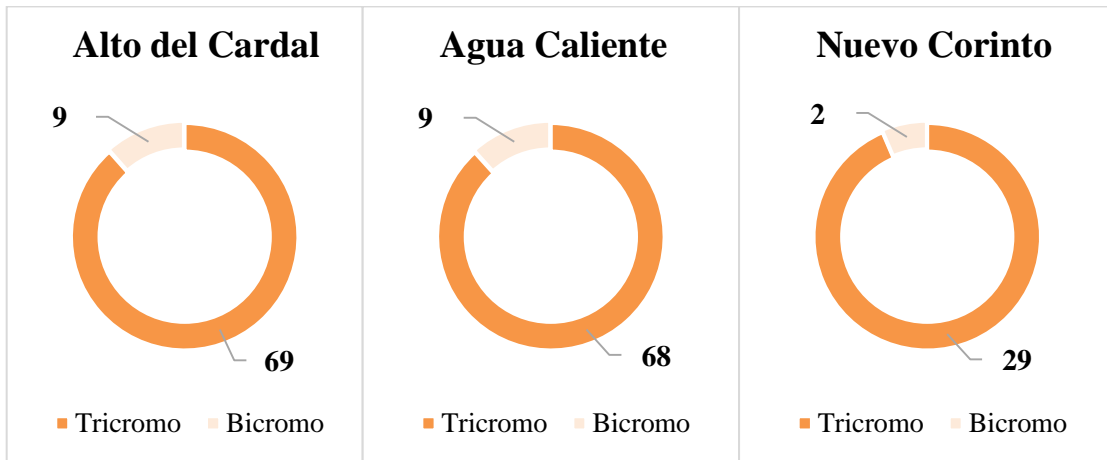 Alto del Cardal
9
69
Tricromo Bicromo
Agua Caliente
9
68
Tricromo Bicromo
Nuevo Corinto
2
29
Tricromo Bicromo